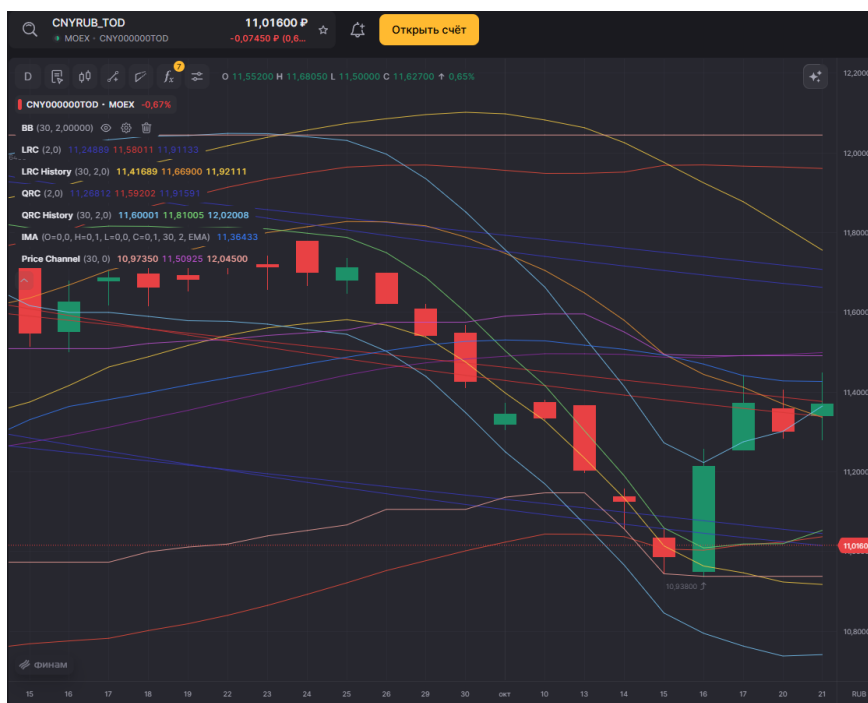 CNYRUB_TOD 11,01600 ₽
MOEX - CNY000000TOD -0,07450 ₽ (0,6...
Открыть счёт
D 7 O 11,55200 H 11,68050 L 11,50000 C 11,62700 ↑ 0,65%
CNY000000TOD • MOEX -0,67%
BB (30, 2,00000)
LRC (2,0) 11,24889 11,58011 11,91133
LRC History (30, 2,0) 11,41689 11,66900 11,92111
QRC (2,0) 11,26812 11,59202 11,91591
QRC History (30, 2,0) 11,60001 11,81005 12,02008
IMA (O=0,0, H=0,1, L=0,0, C=0,1, 30, 2, EMA) 11,36433
Price Channel (30, 0) 10,97350 11,50925 12,04500
12,2000
12,0000
11,8000
11,6000
11,4000
11,2000
11,0160
10,8000
10,93800
финам
15 16 17 18 19 22 23 24 25 26 29 30 окт 10 13 14 15 16 17 20 21 RUB